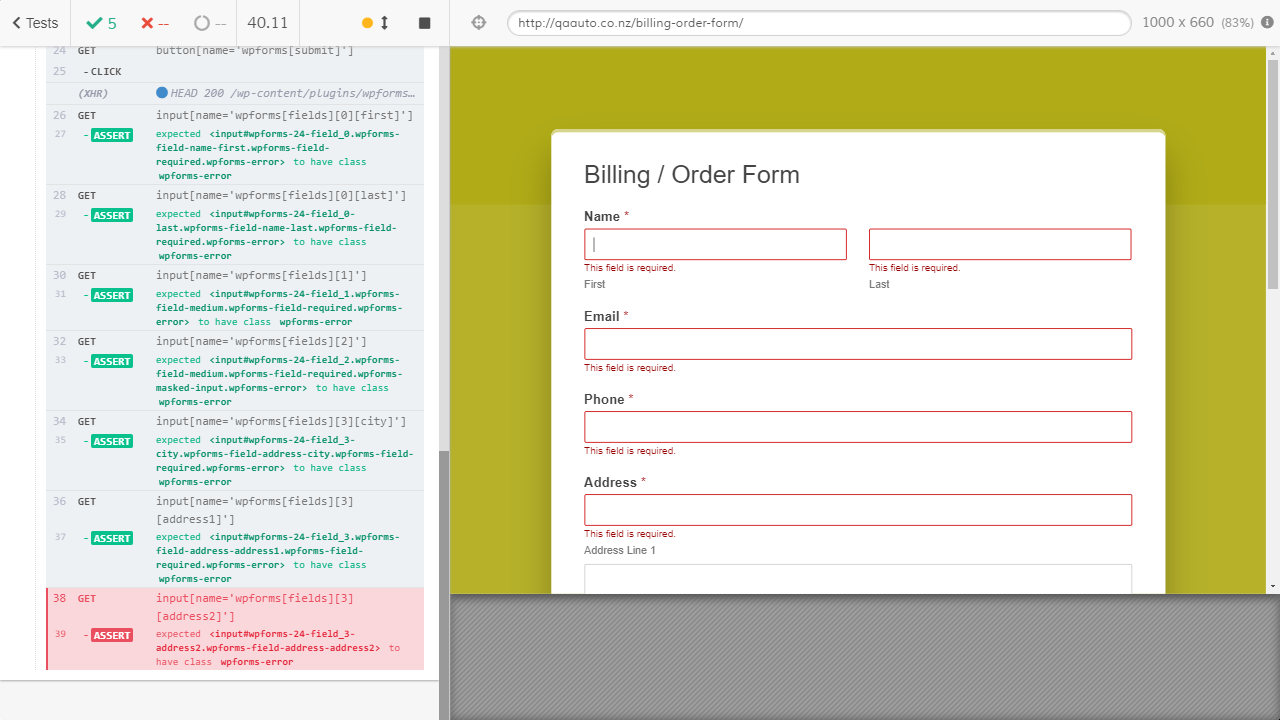 Tests
5
--
--
40.11
http://qaauto.co.nz/billing-order-form/
1000 x 660 (83%)
24 GET button[name='wpforms[submit]']
25 - CLICK
(XHR) HEAD 200 /wp-content/plugins/wpforms…
26 GET input[name='wpforms[fields][0][first]']
27 - ASSERT expected <input#wpforms-24-field_0.wpforms-
field-name-first.wpforms-field-
required.wpforms-error> to have class
wpforms-error
28 GET input[name='wpforms[fields][0][last]']
29 - ASSERT expected <input#wpforms-24-field_0-
last.wpforms-field-name-last.wpforms-field-
required.wpforms-error> to have class
wpforms-error
30 GET input[name='wpforms[fields][1]']
31 - ASSERT expected <input#wpforms-24-field_1.wpforms-
field-medium.wpforms-field-required.wpforms-
error> to have class wpforms-error
32 GET input[name='wpforms[fields][2]']
33 - ASSERT expected <input#wpforms-24-field_2.wpforms-
field-medium.wpforms-field-required.wpforms-
masked-input.wpforms-error> to have class
wpforms-error
34 GET input[name='wpforms[fields][3][city]']
35 - ASSERT expected <input#wpforms-24-field_3-
city.wpforms-field-address-city.wpforms-field-
required.wpforms-error> to have class
wpforms-error
36 GET input[name='wpforms[fields][3]
[address1]']
37 - ASSERT expected <input#wpforms-24-field_3.wpforms-
field-address-address1.wpforms-field-
required.wpforms-error> to have class
wpforms-error
38 GET input[name='wpforms[fields][3]
[address2]']
39 - ASSERT expected <input#wpforms-24-field_3-
address2.wpforms-field-address-address2> to
have class wpforms-error
Billing / Order Form
Name *
This field is required.
This field is required.
First
Last
Email *
This field is required.
Phone *
This field is required.
Address *
This field is required.
Address Line 1